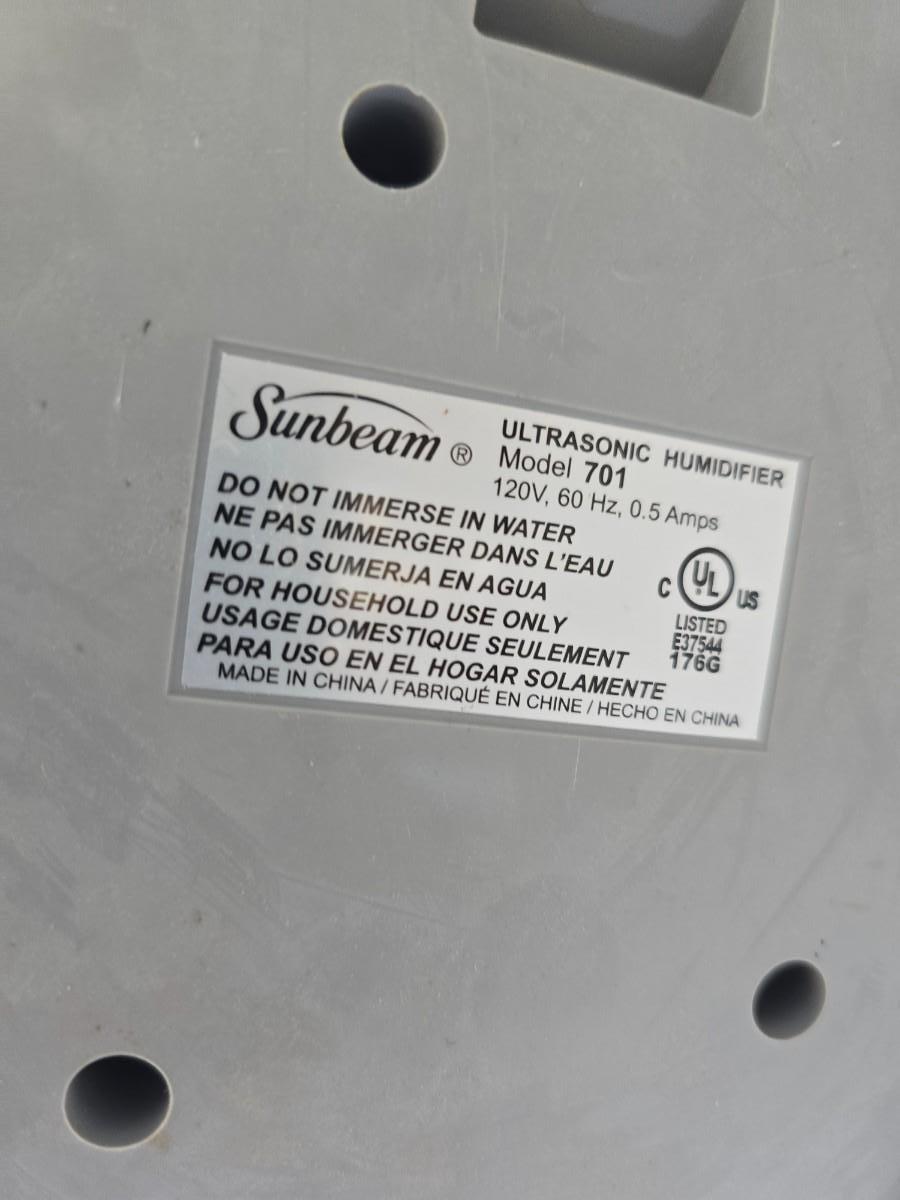 Sunbeam ®
ULTRASONIC HUMIDIFIER
Model 701
120V, 60 Hz, 0.5 Amps
DO NOT IMMERSE IN WATER
NE PAS IMMERGER DANS L'EAU
NO LO SUMERJA EN AGUA
FOR HOUSEHOLD USE ONLY
USAGE DOMESTIQUE SEULEMENT
PARA USO EN EL HOGAR SOLAMENTE
C UL US
LISTED
E37544
176G
MADE IN CHINA / FABRIQUÉ EN CHINE / HECHO EN CHINA